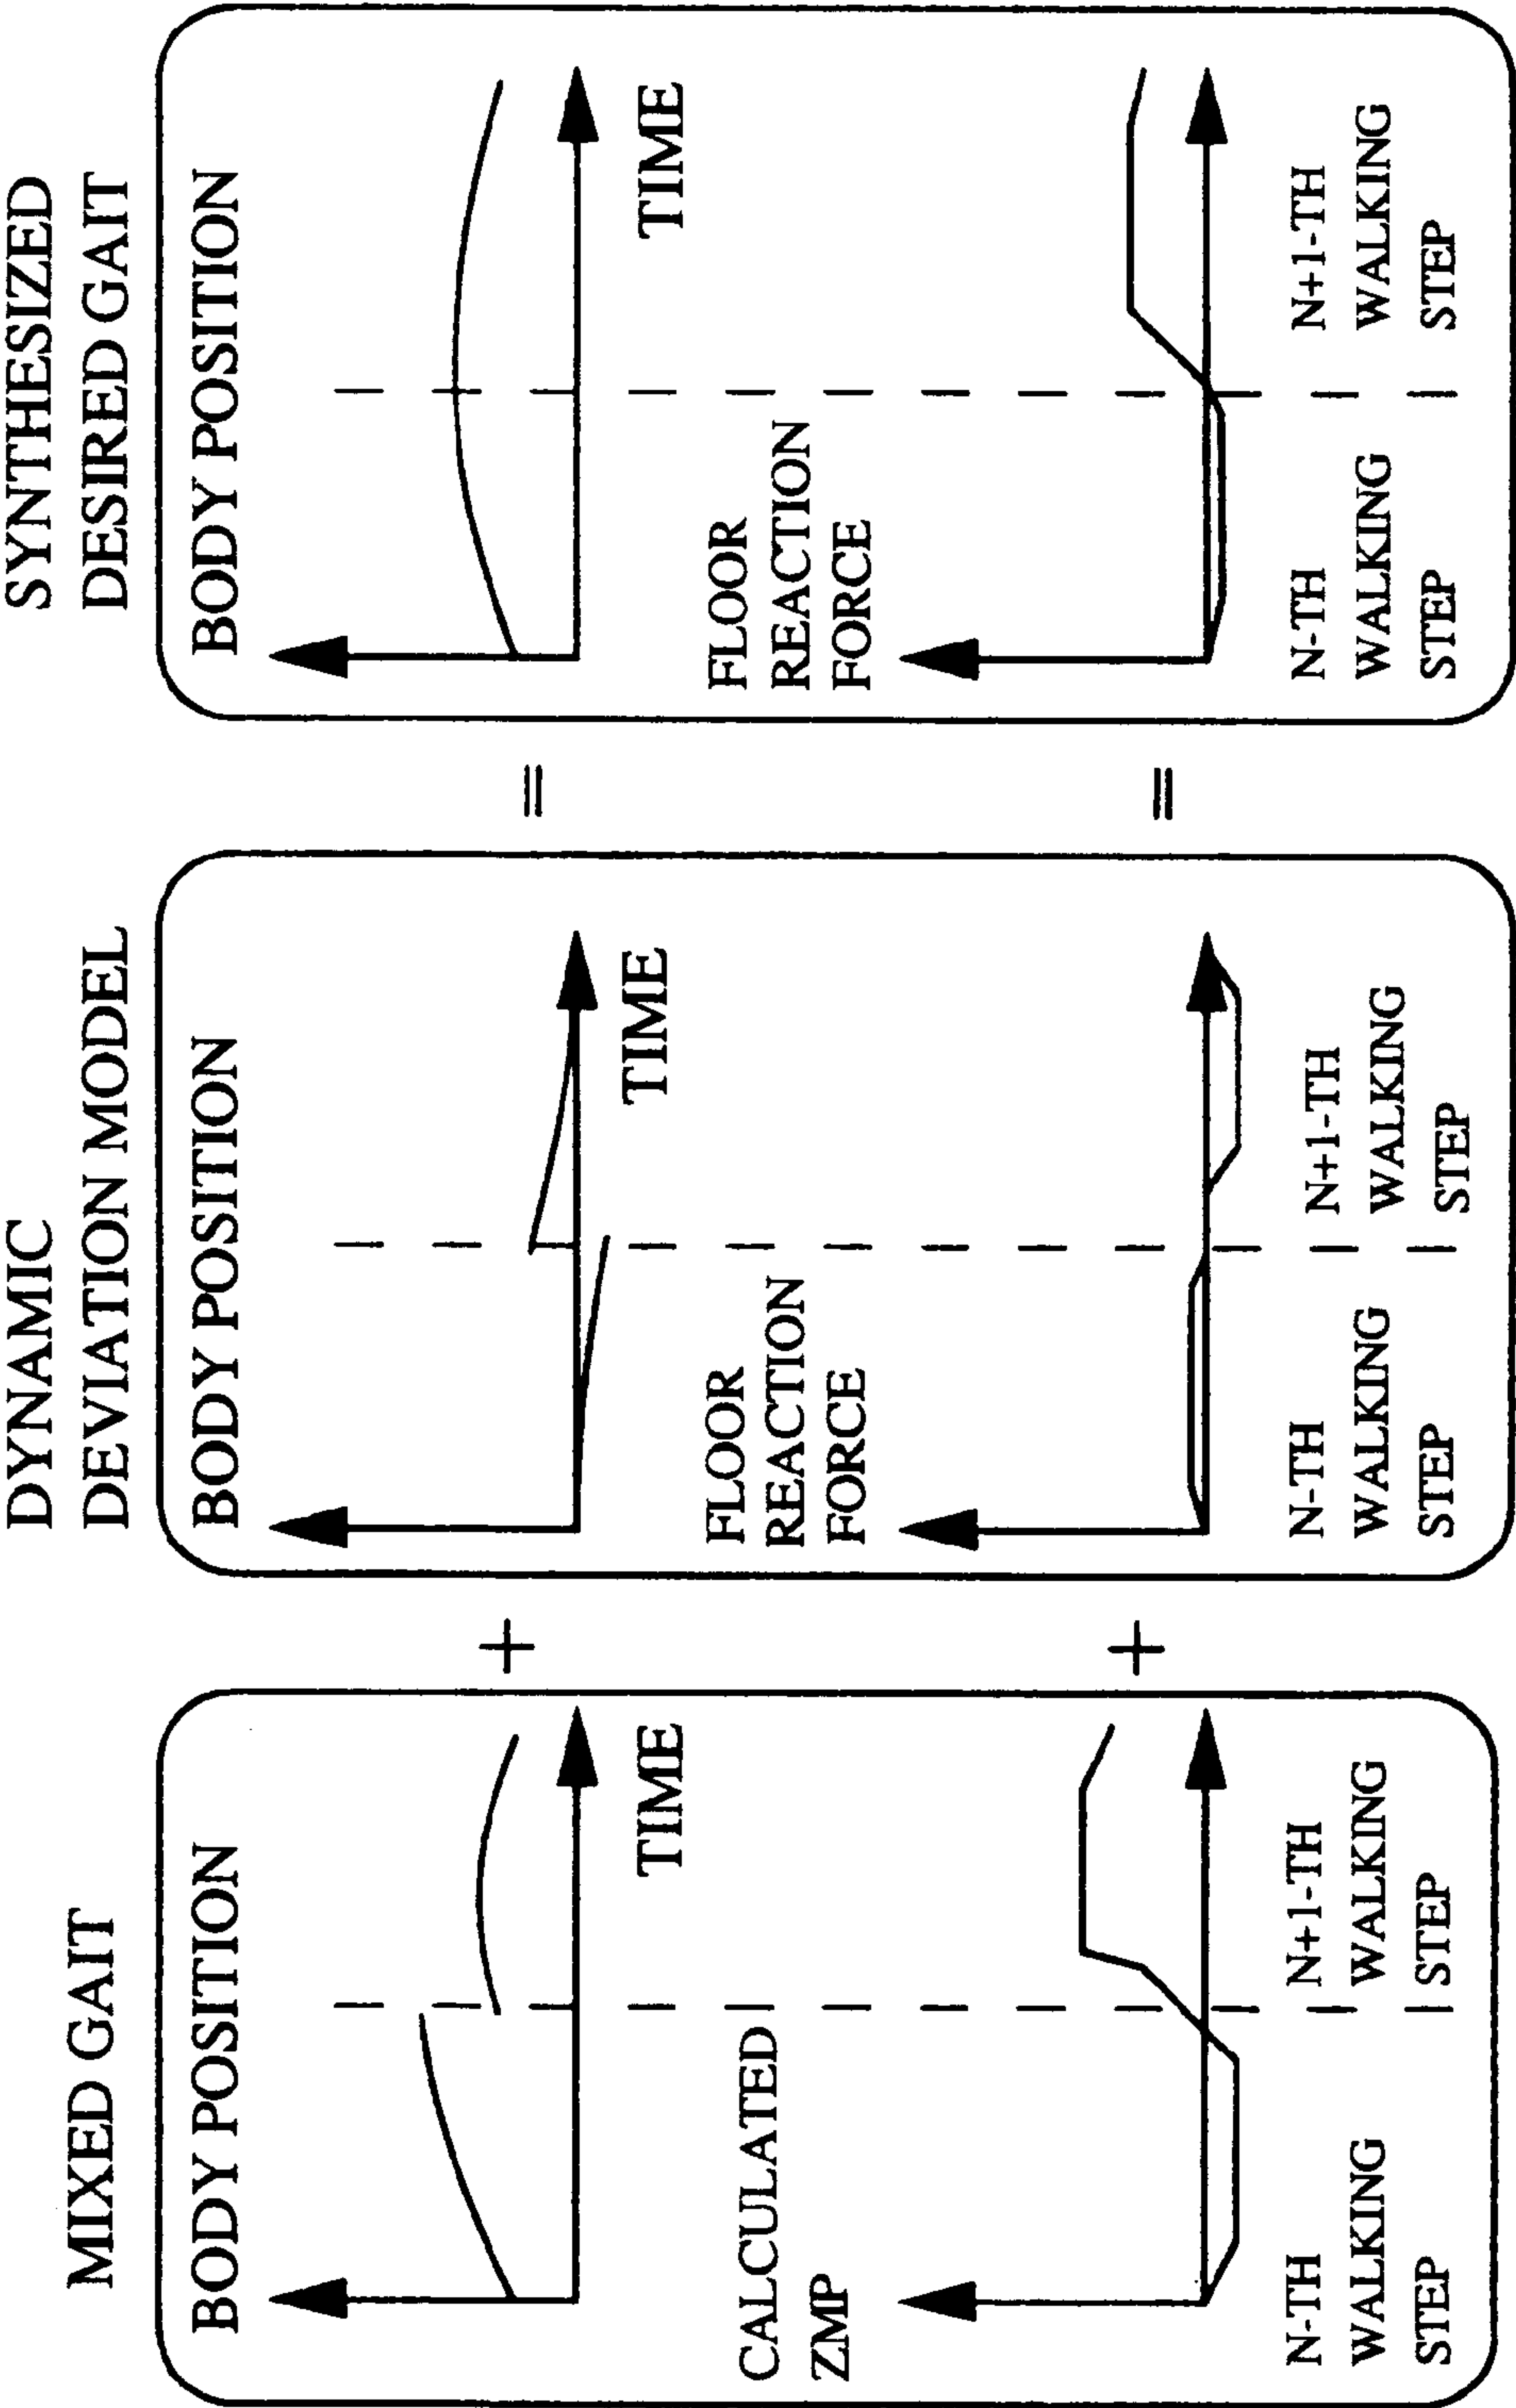 MIXED GAIT
BODY POSITION
TIME
CALCULATED
ZMP
N-TH
WALKING
STEP
N+1-TH
WALKING
STEP
+
+
DYNAMIC
DEVIATION MODEL
BODY POSITION
TIME
FLOOR
REACTION
FORCE
N-TH
WALKING
STEP
N+1-TH
WALKING
STEP
=
=
SYNTHESIZED
DESIRED GAIT
BODY POSITION
TIME
FLOOR
REACTION
FORCE
N-TH
WALKING
STEP
N+1-TH
WALKING
STEP